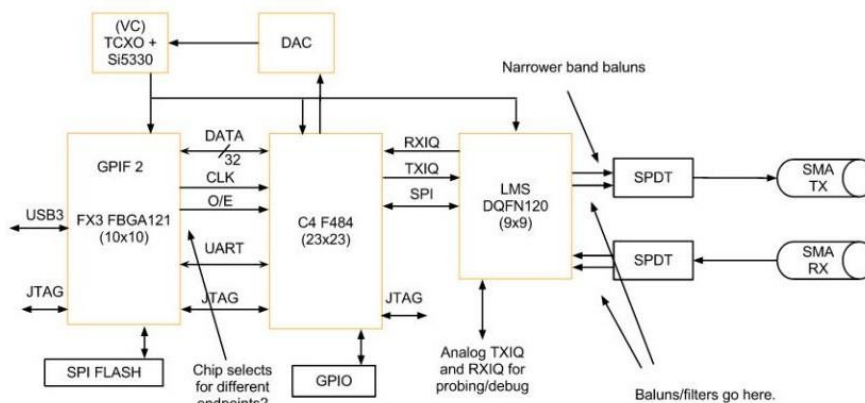 (VC)
TCXO +
Si5330
DAC
Narrower band baluns
GPIF 2
FX3 FBGA121
(10x10)
DATA
32
CLK
O/E
UART
JTAG
USB3
JTAG
SPI FLASH
Chip selects
for different
endpoints?
C4 F484
(23x23)
RXIQ
TXIQ
SPI
JTAG
GPIO
LMS
DQFN120
(9x9)
Analog TXIQ
and RXIQ for
probing/debug
SPDT
SMA
TX
SPDT
SMA
RX
Baluns/filters go here.